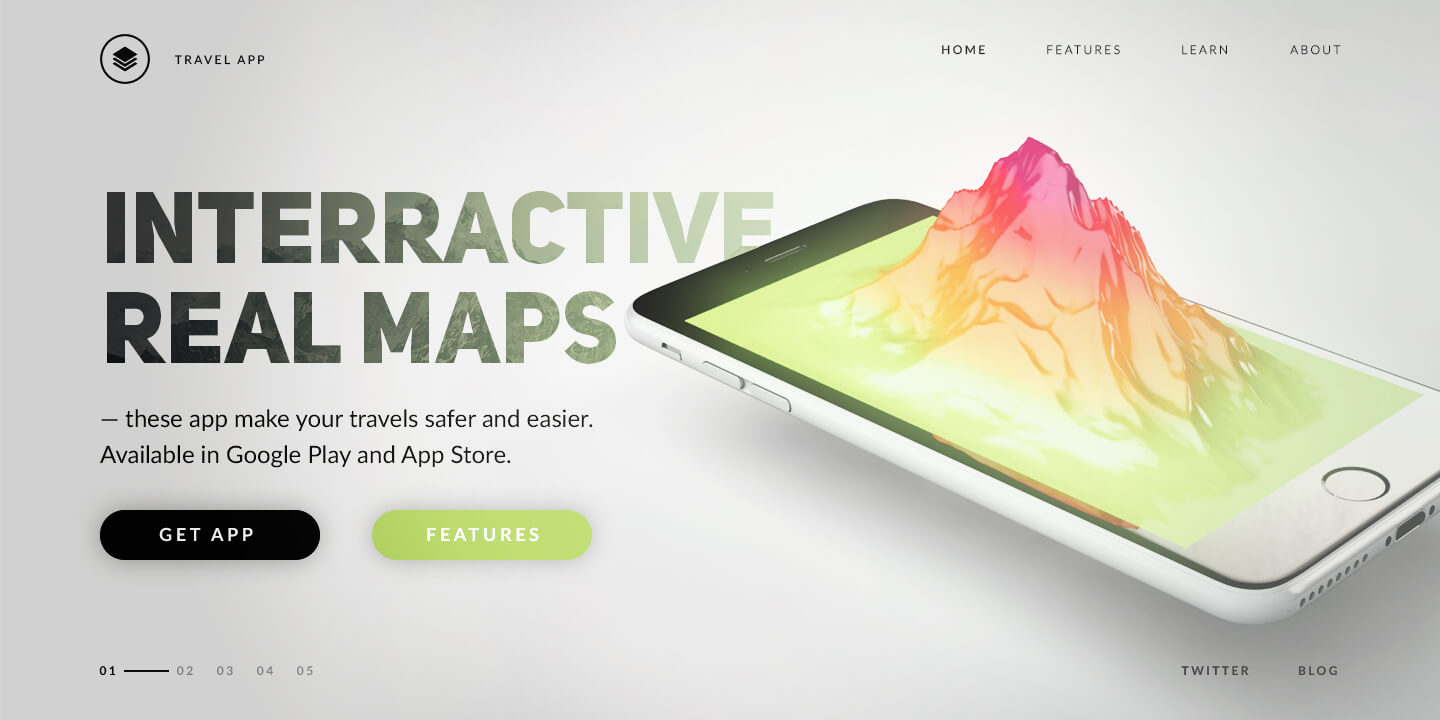 TRAVEL APP
HOME FEATURES LEARN ABOUT
INTERRACTIVE
REAL MAPS
— these app make your travels safer and easier.
Available in Google Play and App Store.
GET APP FEATURES
01 02 03 04 05
TWITTER BLOG